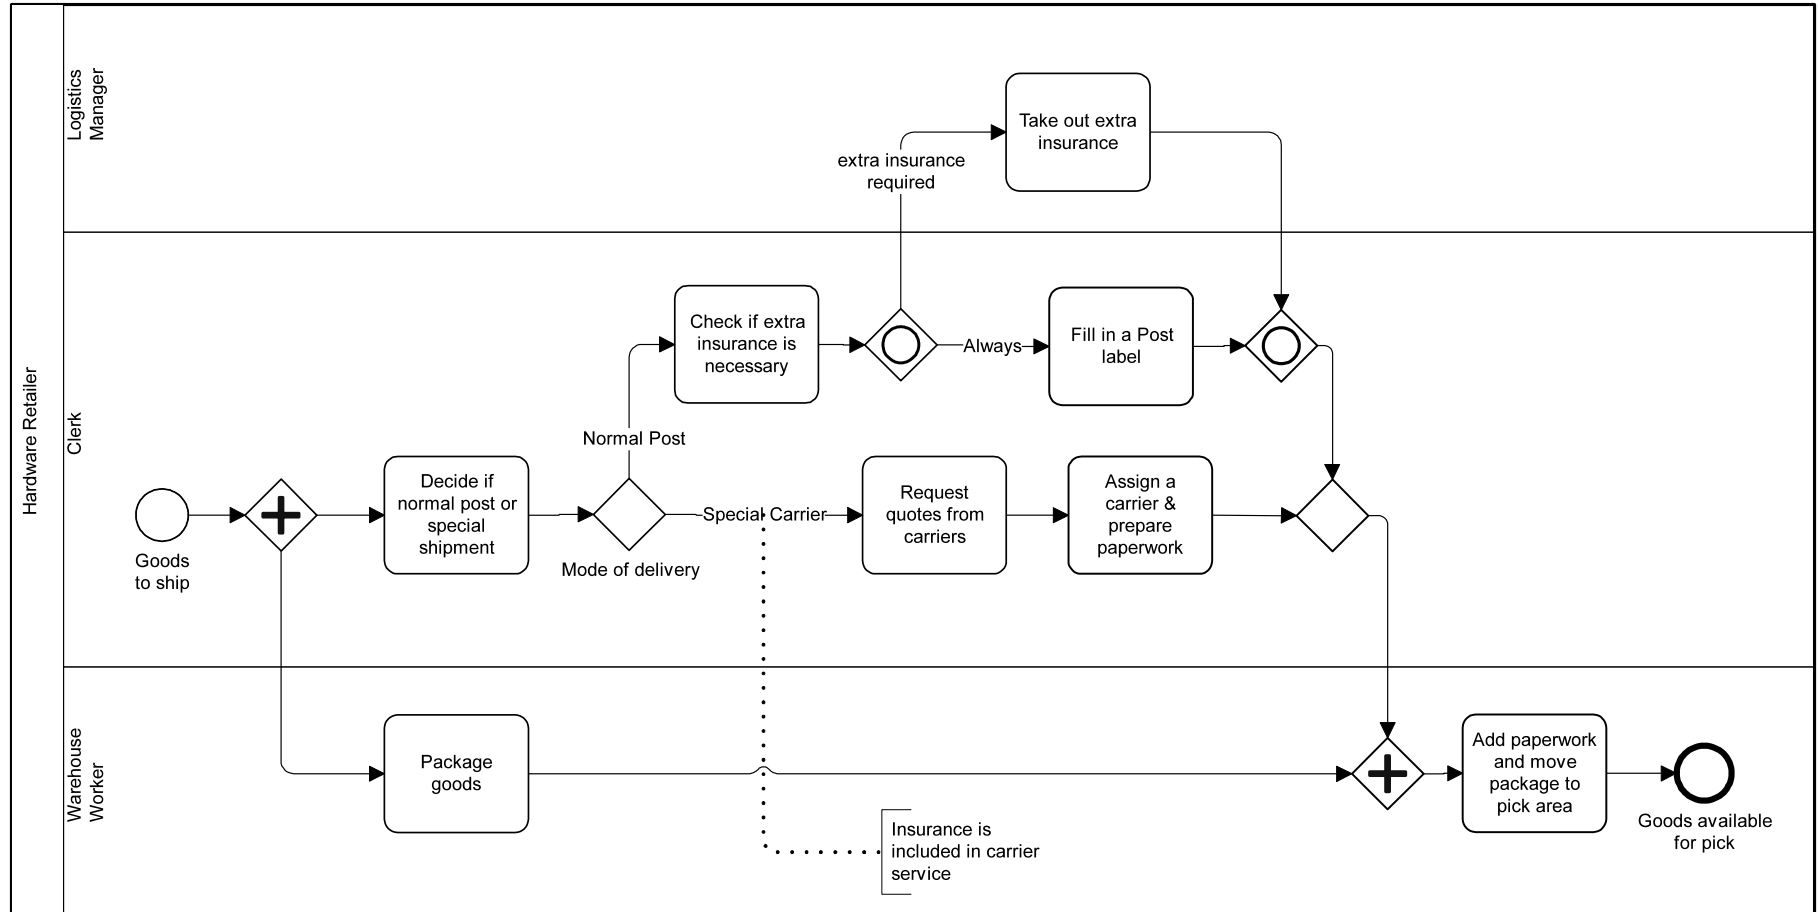 Hardware Retailer
Logistics
Manager
Take out extra
insurance
extra insurance
required
Clerk
Check if extra
insurance is
necessary
Always
Fill in a Post
label
Normal Post
Goods
to ship
Decide if
normal post or
special
shipment
Mode of delivery
Special Carrier
Request
quotes from
carriers
Assign a
carrier &
prepare
paperwork
Warehouse
Worker
Package
goods
Insurance is
included in carrier
service
Add paperwork
and move
package to
pick area
Goods available
for pick